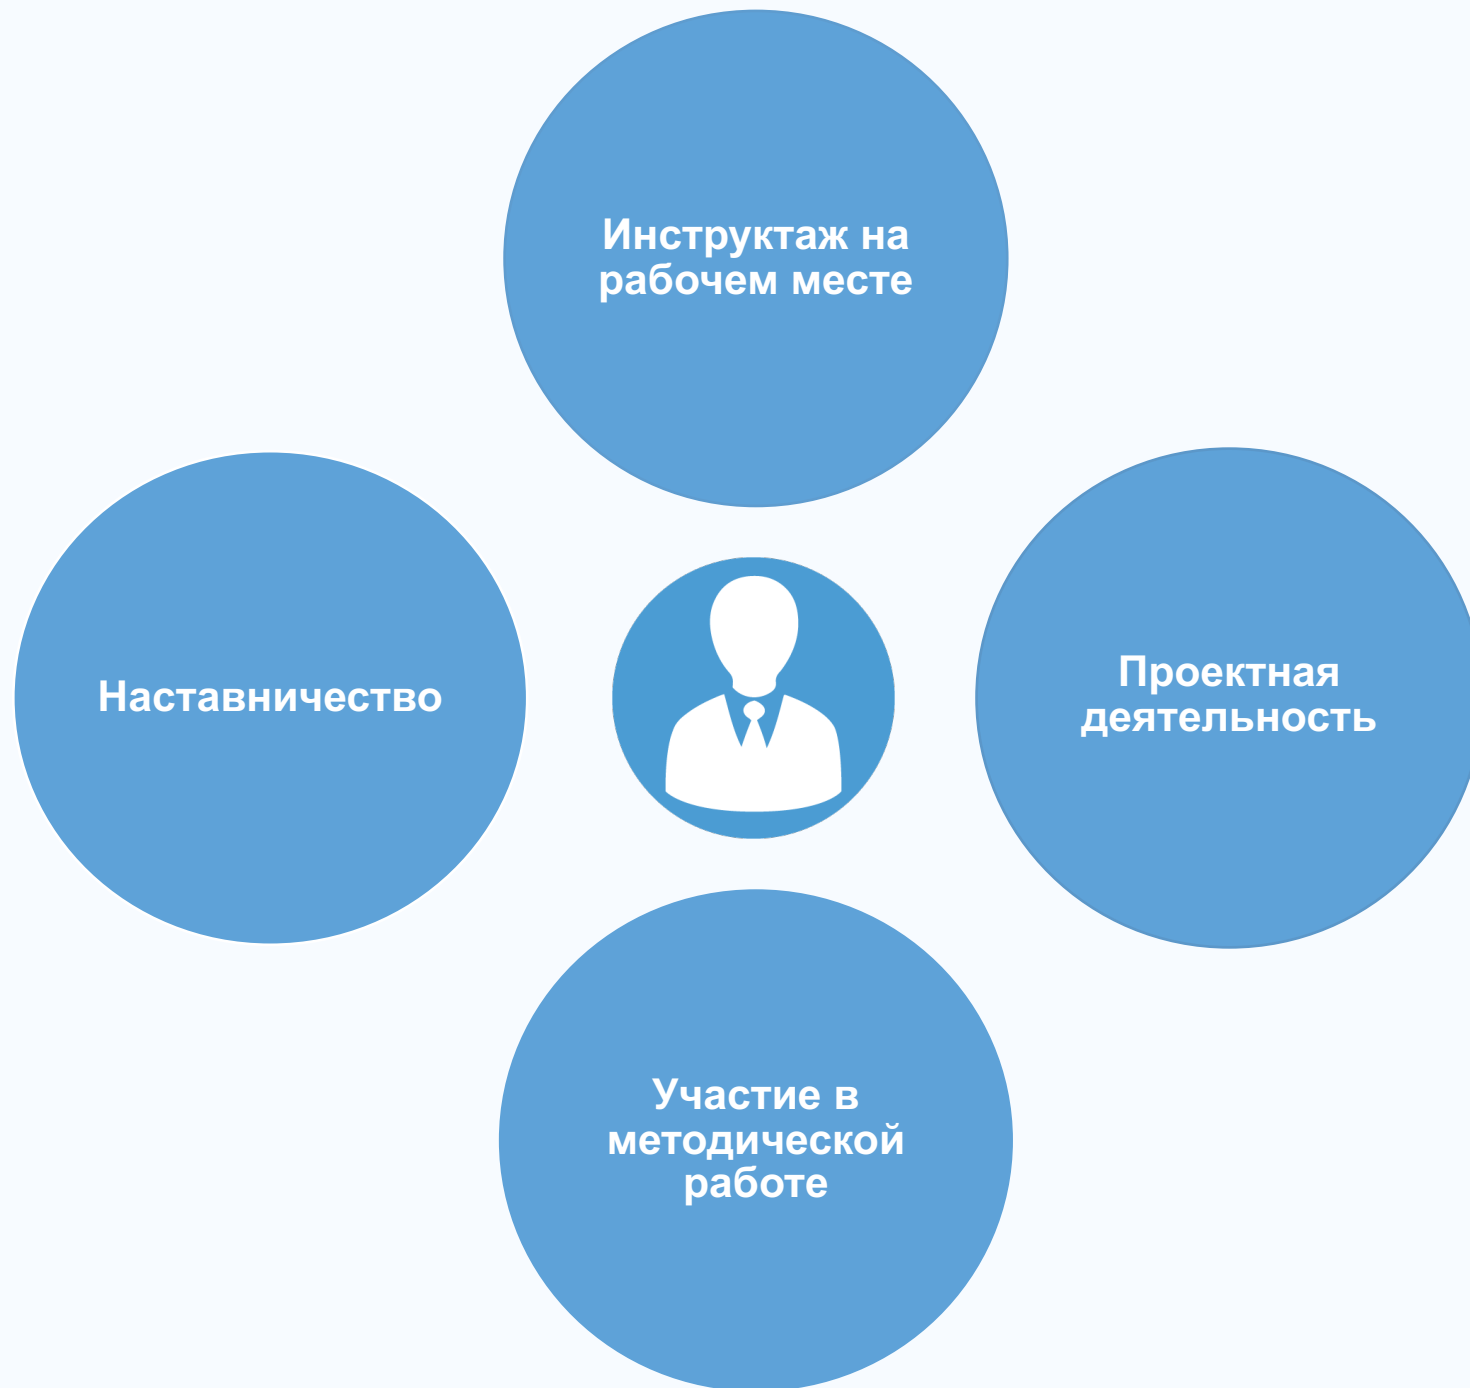 Инструктаж на
рабочем месте
Наставничество
Проектная
деятельность
Участие в
методической
работе